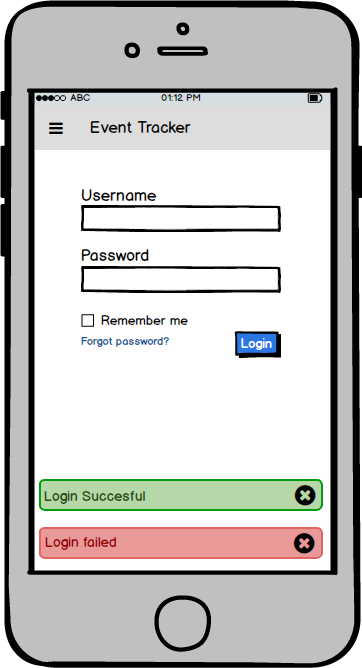 ABC 01:12 PM
Event Tracker
Username
Password
Remember me
Forgot password?
Login
Login Succesful
Login failed